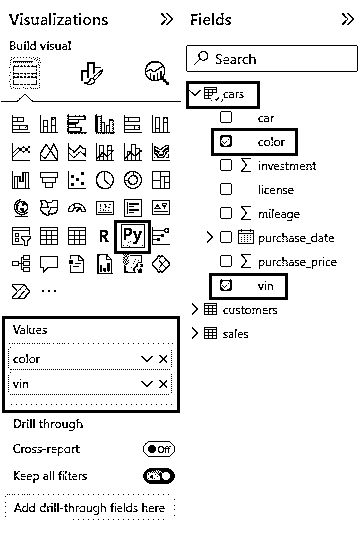 Visualizations
Build visual
R
Py
...
Values
color
vin
Drill through
Cross-report
Off
Keep all filters
Add drill-through fields here
Fields
Search
cars
car
color
investment
license
mileage
purchase_date
purchase_price
vin
customers
sales